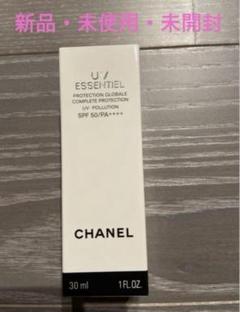 新品・未使用・未開封
UV
ESSENTIEL
PROTECTION GLOBALE
COMPLETE PROTECTION
UV - POLLUTION
SPF 50/PA++++
CHANEL
30 ml 1 FL. OZ.